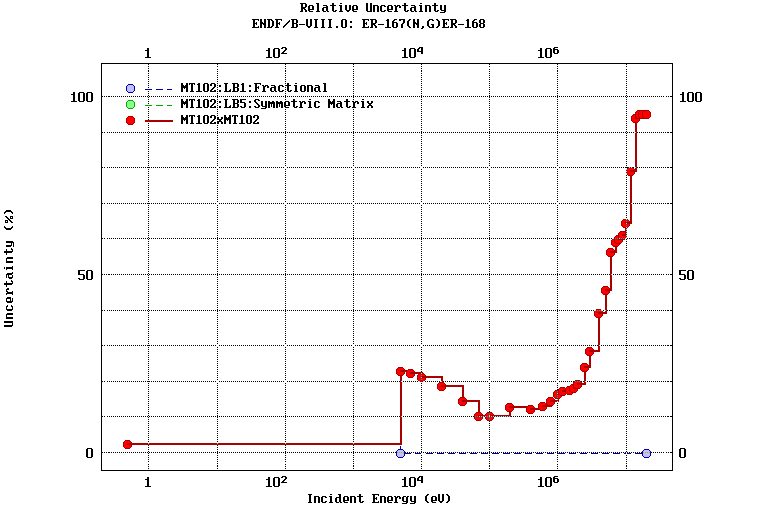 Relative Uncertainty
ENDF/B-VIII.0: ER-167(N,G)ER-168
1 10² 10⁴ 10⁶
MT102:LB1:Fractional
100 100
MT102:LB5:Symmetric Matrix
MT102xMT102
Uncertainty (%)
50 50
0 0
1 10² 10⁴ 10⁶
Incident Energy (eV)